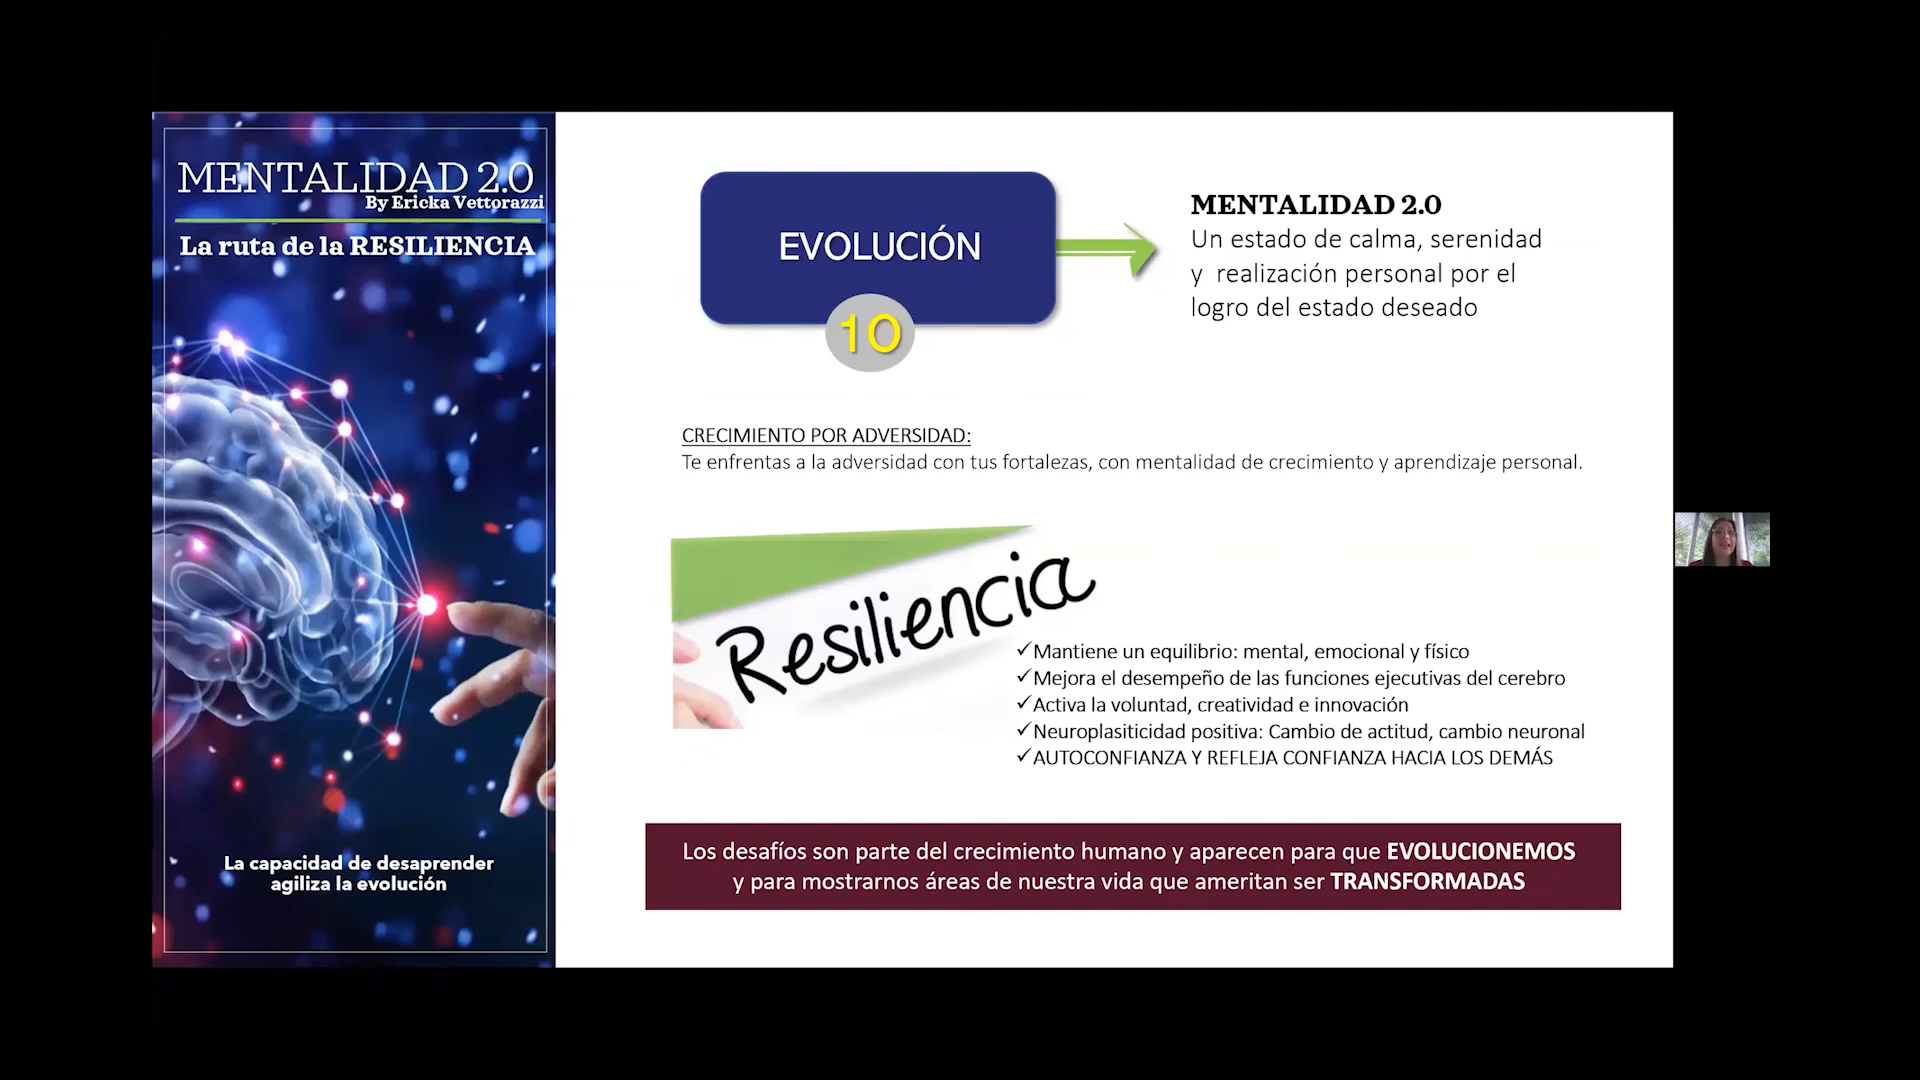 MENTALIDAD 2.0
By Ericka Vettorazzi
La ruta de la RESILIENCIA
La capacidad de desaprender
agiliza la evolución
EVOLUCIÓN
10
MENTALIDAD 2.0
Un estado de calma, serenidad
y realización personal por el
logro del estado deseado
CRECIMIENTO POR ADVERSIDAD:
Te enfrentas a la adversidad con tus fortalezas, con mentalidad de crecimiento y aprendizaje personal.
Resiliencia
✓Mantiene un equilibrio: mental, emocional y físico
✓Mejora el desempeño de las funciones ejecutivas del cerebro
✓Activa la voluntad, creatividad e innovación
✓Neuroplasiticidad positiva: Cambio de actitud, cambio neuronal
✓AUTOCONFIANZA Y REFLEJA CONFIANZA HACIA LOS DEMÁS
Los desafíos son parte del crecimiento humano y aparecen para que EVOLUCIONEMOS
y para mostrarnos áreas de nuestra vida que ameritan ser TRANSFORMADAS